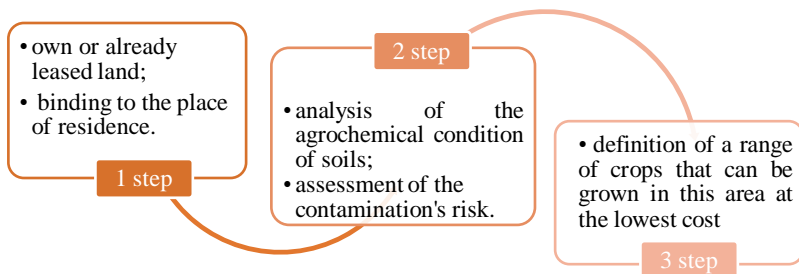 • own or already
leased land;
• binding to the place
of residence.
1 step
2 step
• analysis of the
agrochemical condition
of soils;
• assessment of the
contamination's risk.
• definition of a range
of crops that can be
grown in this area at
the lowest cost
3 step